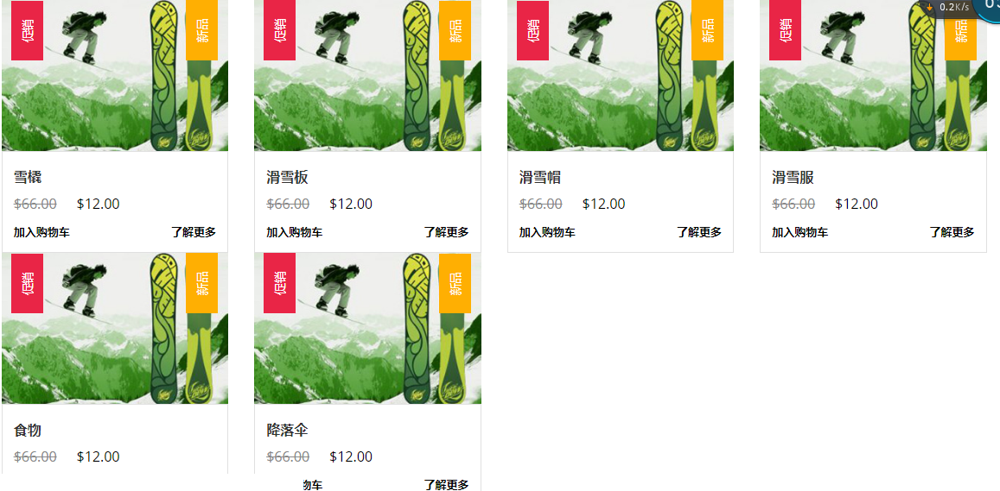 促销 新品 促销 新品 促销 新品 促销 新品 0.2K/s
雪橇 滑雪板 滑雪帽 滑雪服
$66.00 $12.00 $66.00 $12.00 $66.00 $12.00 $66.00 $12.00
加入购物车 了解更多 加入购物车 了解更多 加入购物车 了解更多 加入购物车 了解更多
促销 新品 促销 新品
食物 降落伞
$66.00 $12.00 $66.00 $12.00
物车 了解更多